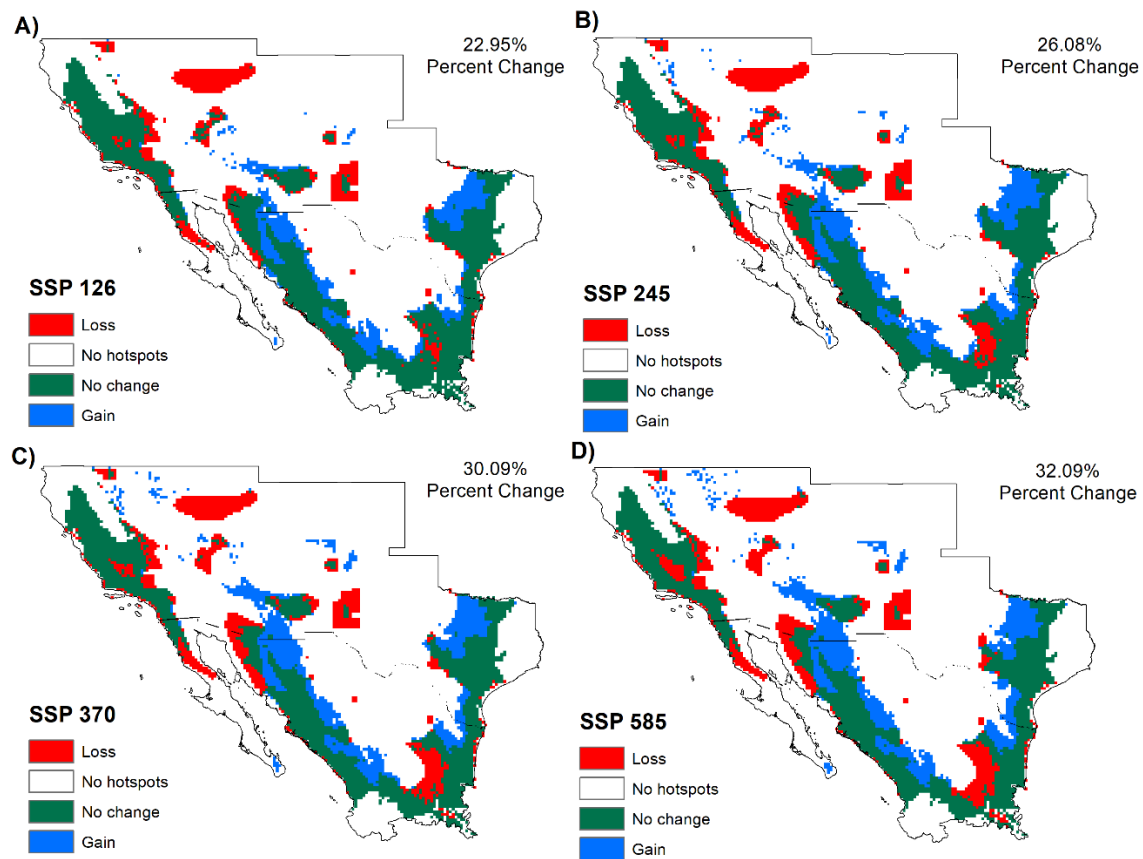 A)
22.95%
Percent Change
SSP 126
Loss
No hotspots
No change
Gain
B)
26.08%
Percent Change
SSP 245
Loss
No hotspots
No change
Gain
C)
30.09%
Percent Change
SSP 370
Loss
No hotspots
No change
Gain
D)
32.09%
Percent Change
SSP 585
Loss
No hotspots
No change
Gain